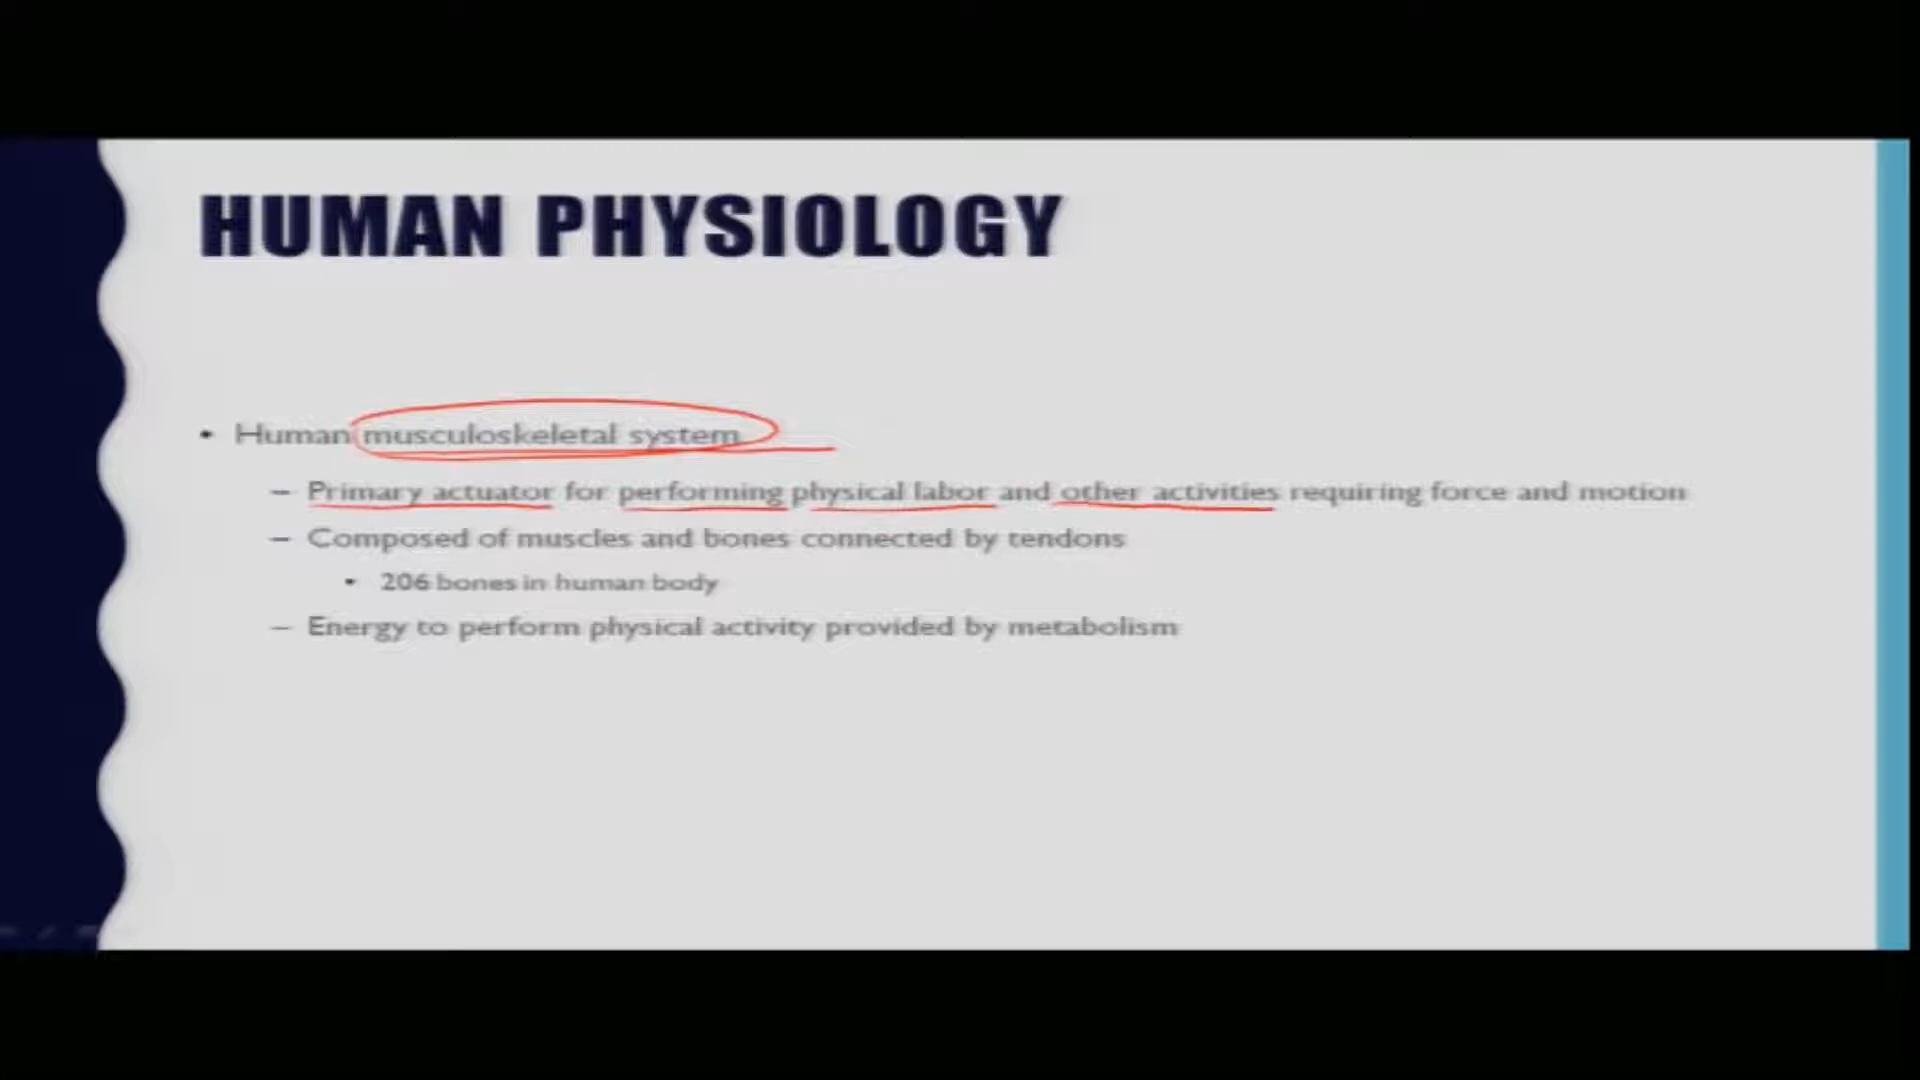 HUMAN PHYSIOLOGY
• Human musculoskeletal system
– Primary actuator for performing physical labor and other activities requiring force and motion
– Composed of muscles and bones connected by tendons
• 206 bones in human body
– Energy to perform physical activity provided by metabolism